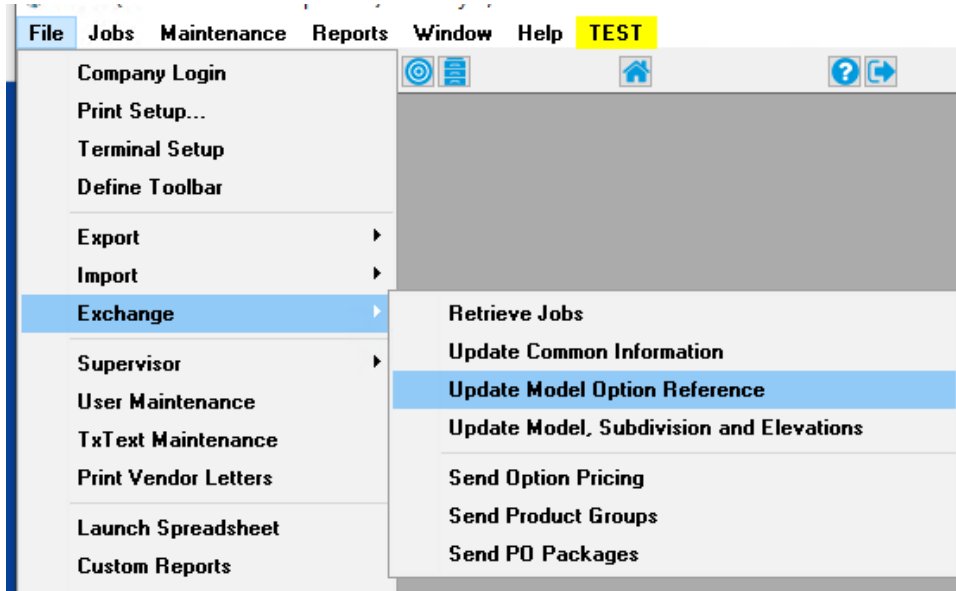 File Jobs Maintenance Reports Window Help TEST
Company Login
Print Setup...
Terminal Setup
Define Toolbar
Export
Import
Exchange
Supervisor
User Maintenance
TxText Maintenance
Print Vendor Letters
Launch Spreadsheet
Custom Reports
Retrieve Jobs
Update Common Information
Update Model Option Reference
Update Model, Subdivision and Elevations
Send Option Pricing
Send Product Groups
Send PO Packages